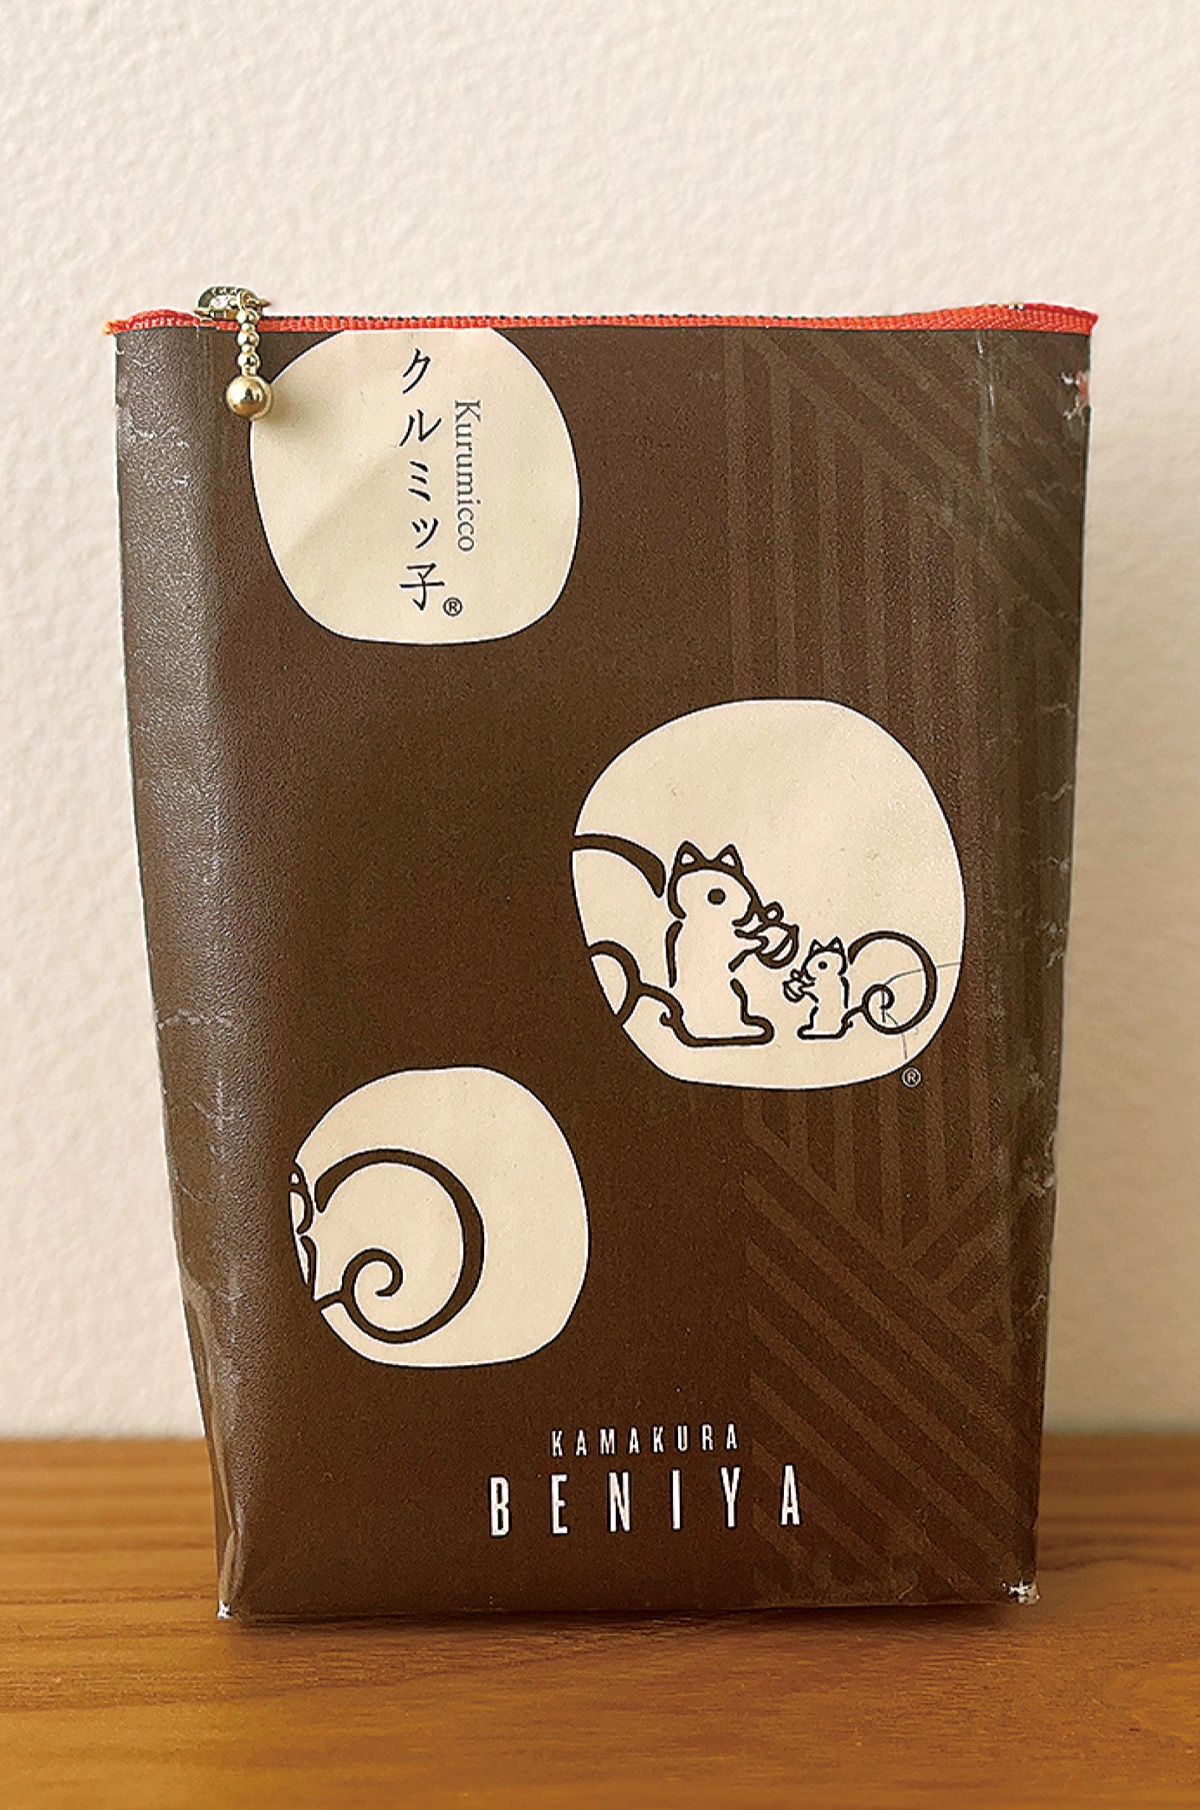 クルミッ子®
Kurumicco
®
KAMAKURA
BENIYA